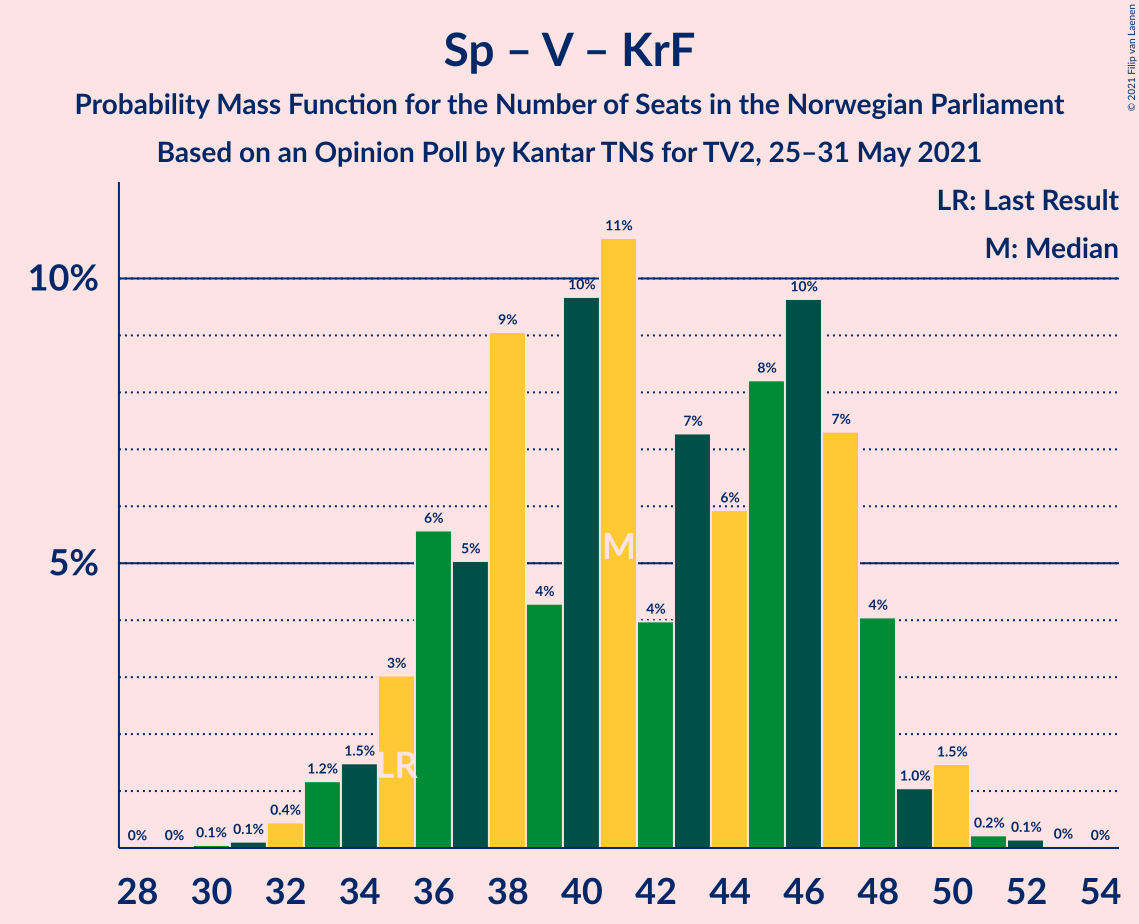 Sp – V – KrF
Probability Mass Function for the Number of Seats in the Norwegian Parliament
Based on an Opinion Poll by Kantar TNS for TV2, 25–31 May 2021
© 2021 Filip van Laenen
LR: Last Result
M: Median
10%
5%
0% 0% 0.1% 0.1% 0.4% 1.2% 1.5% 3% 6% 5% 9% 4% 10% 11% 4% 7% 6% 8% 10% 7% 4% 1.0% 1.5% 0.2% 0.1% 0% 0%
LR
M
28 30 32 34 36 38 40 42 44 46 48 50 52 54